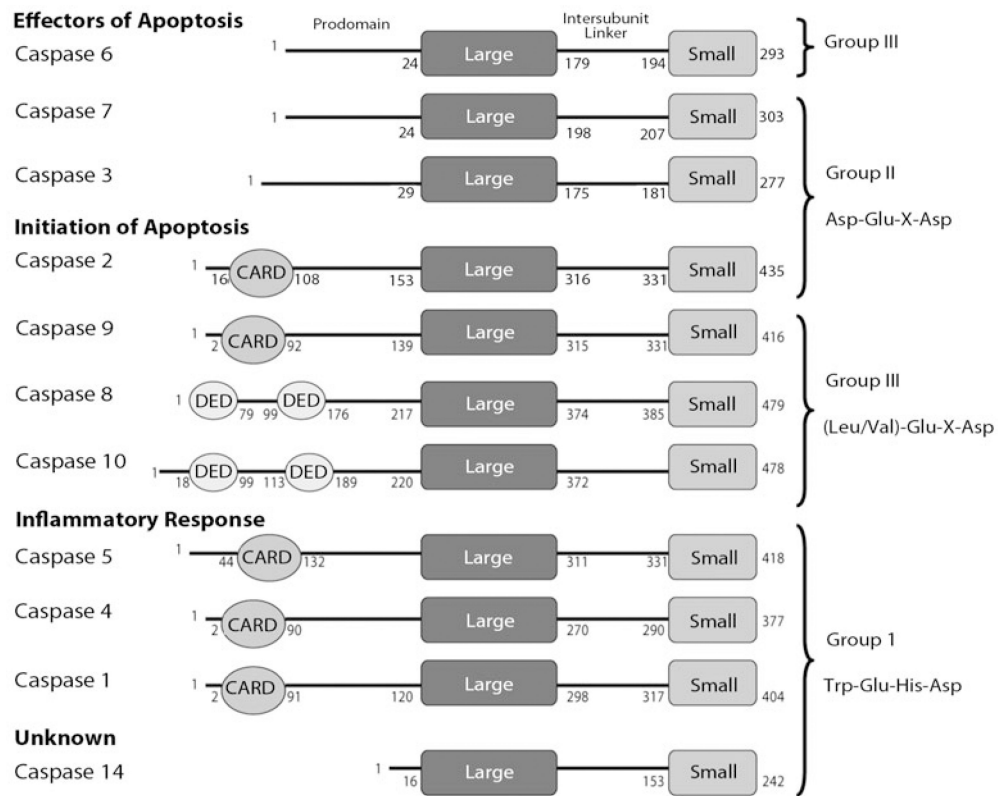 Effectors of Apoptosis
Prodomain
Intersubunit
Linker
Caspase 6
1 24 Large 179 194 Small 293
Group III
Caspase 7
1 24 Large 198 207 Small 303
Caspase 3
1 29 Large 175 181 Small 277
Group II
Asp-Glu-X-Asp
Initiation of Apoptosis
Caspase 2
1 16 CARD 108 153 Large 316 331 Small 435
Caspase 9
1 2 CARD 92 139 Large 315 331 Small 416
Caspase 8
1 DED 79 99 DED 176 217 Large 374 385 Small 479
Group III
(Leu/Val)-Glu-X-Asp
Caspase 10
1 18 DED 99 113 DED 189 220 Large 372 Small 478
Inflammatory Response
Caspase 5
1 44 CARD 132 Large 311 331 Small 418
Caspase 4
1 2 CARD 90 Large 270 290 Small 377
Group 1
Trp-Glu-His-Asp
Caspase 1
1 2 CARD 91 120 Large 298 317 Small 404
Unknown
Caspase 14
1 16 Large 153 Small 242